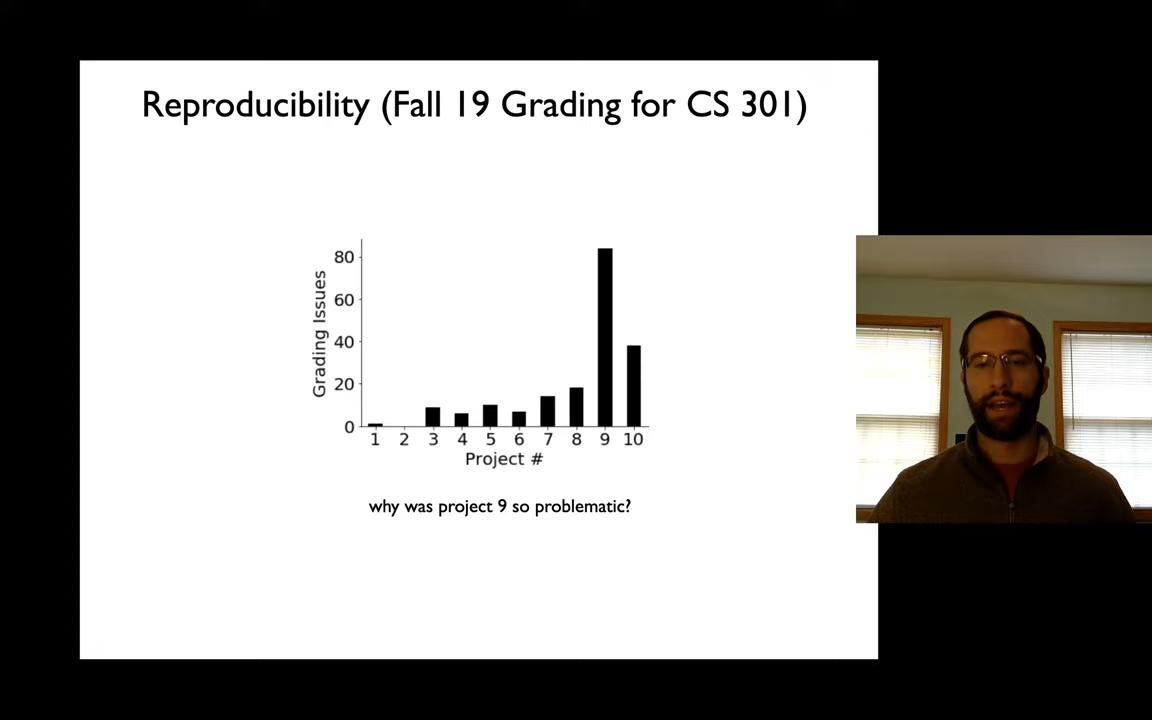 Reproducibility (Fall 19 Grading for CS 301)
80
60
40
20
0
Grading Issues
1 2 3 4 5 6 7 8 9 10
Project #
why was project 9 so problematic?